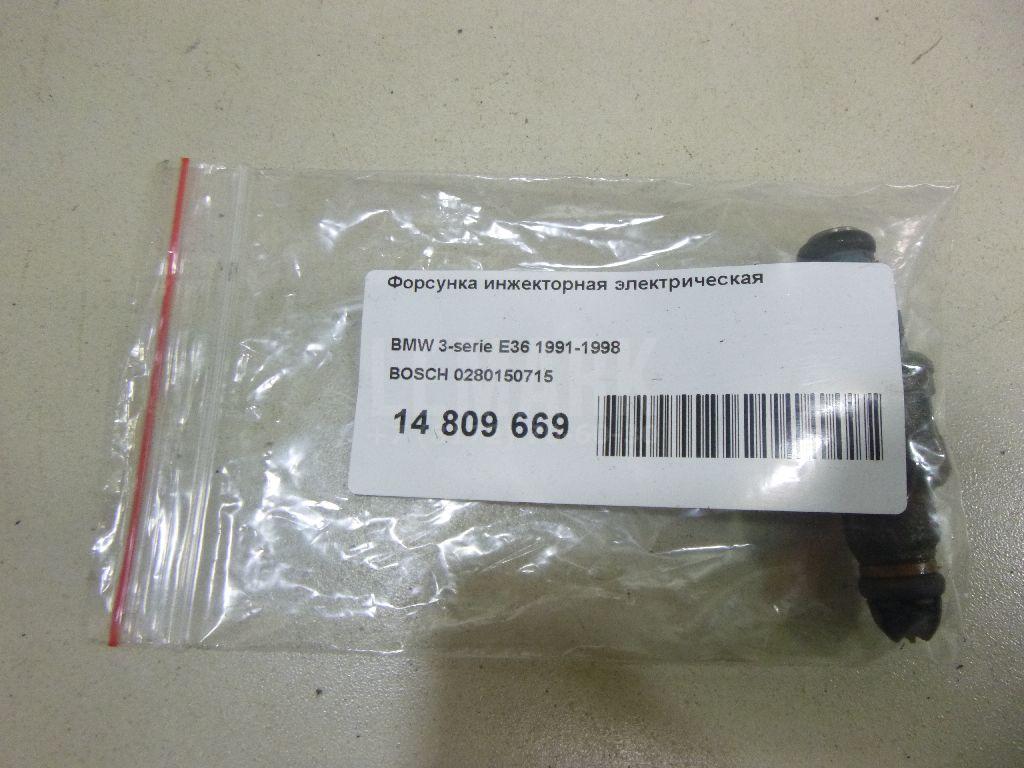 Форсунка инжекторная электрическая
BMW 3-serie E36 1991-1998
BOSCH 0280150715
14 809 669